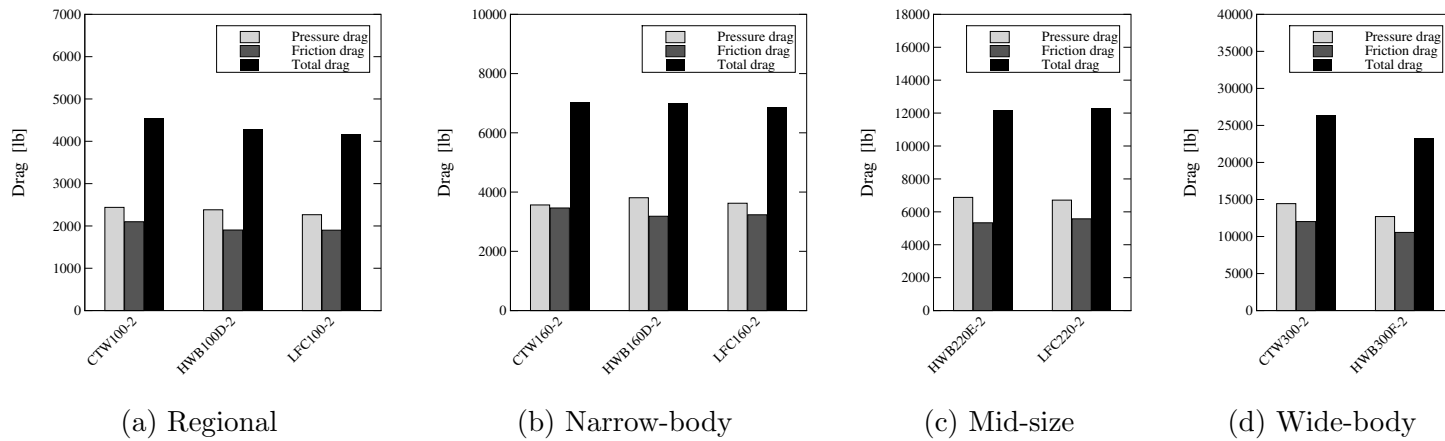 7000
6000
5000
4000
3000
2000
1000
0
Drag [lb]
Pressure drag
Friction drag
Total drag
CTW100-2
HWB100D-2
LFC100-2
(a) Regional
10000
8000
6000
4000
2000
0
Drag [lb]
Pressure drag
Friction drag
Total drag
CTW160-2
HWB160D-2
LFC160-2
(b) Narrow-body
18000
16000
14000
12000
10000
8000
6000
4000
2000
0
Drag [lb]
Pressure drag
Friction drag
Total drag
HWB220E-2
LFC220-2
(c) Mid-size
40000
35000
30000
25000
20000
15000
10000
5000
0
Drag [lb]
Pressure drag
Friction drag
Total drag
CTW300-2
HWB300F-2
(d) Wide-body